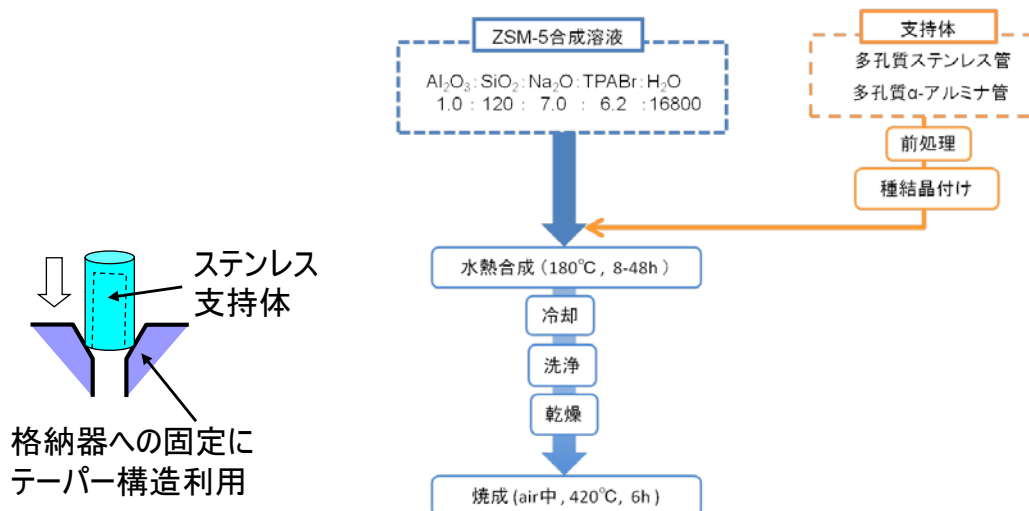 ZSM-5合成溶液
Al₂O₃:SiO₂:Na₂O:TPABr:H₂O
1.0 : 120 : 7.0 : 6.2 :16800
支持体
多孔質ステンレス管
多孔質α-アルミナ管
前処理
種結晶付け
水熱合成（180℃, 8-48h ）
冷却
洗浄
乾燥
焼成 (air中 , 420℃, 6h)
ステンレス
支持体
格納器への固定に
テーパー構造利用